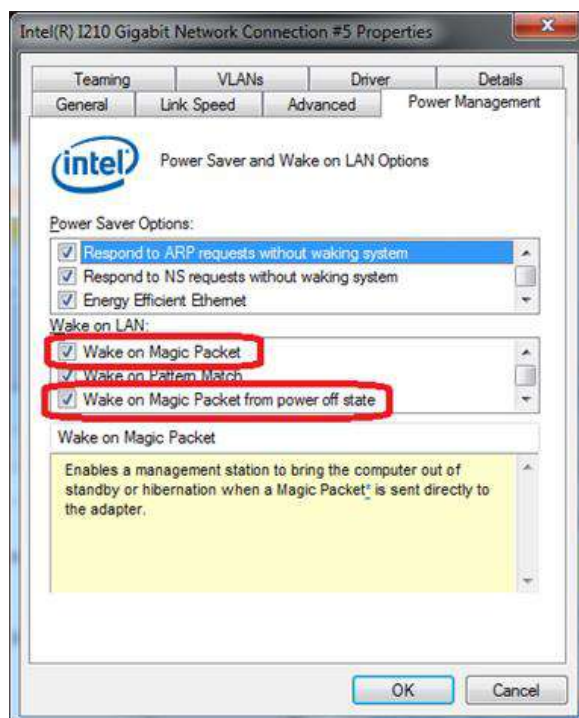 Intel(R) I210 Gigabit Network Connection #5 Properties
Teaming VLANs Driver Details
General Link Speed Advanced Power Management
intel Power Saver and Wake on LAN Options
Power Saver Options:
Respond to ARP requests without waking system
Respond to NS requests without waking system
Energy Efficient Ethernet
Wake on LAN:
Wake on Magic Packet
Wake on Pattern Match
Wake on Magic Packet from power off state
Wake on Magic Packet
Enables a management station to bring the computer out of
standby or hibernation when a Magic Packet* is sent directly to
the adapter.
OK Cancel